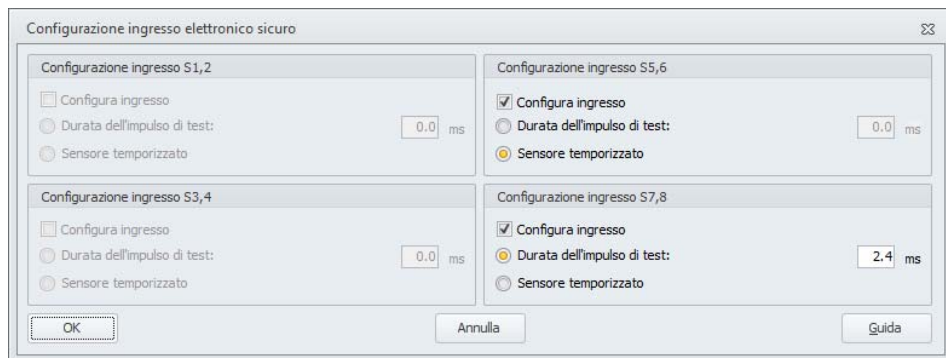 Configurazione ingresso elettronico sicuro
Configurazione ingresso S1,2
Configura ingresso
Durata dell'impulso di test: 0.0 ms
Sensore temporizzato
Configurazione ingresso S5,6
Configura ingresso
Durata dell'impulso di test: 0.0 ms
Sensore temporizzato
Configurazione ingresso S3,4
Configura ingresso
Durata dell'impulso di test: 0.0 ms
Sensore temporizzato
Configurazione ingresso S7,8
Configura ingresso
Durata dell'impulso di test: 2.4 ms
Sensore temporizzato
OK Annulla Guida